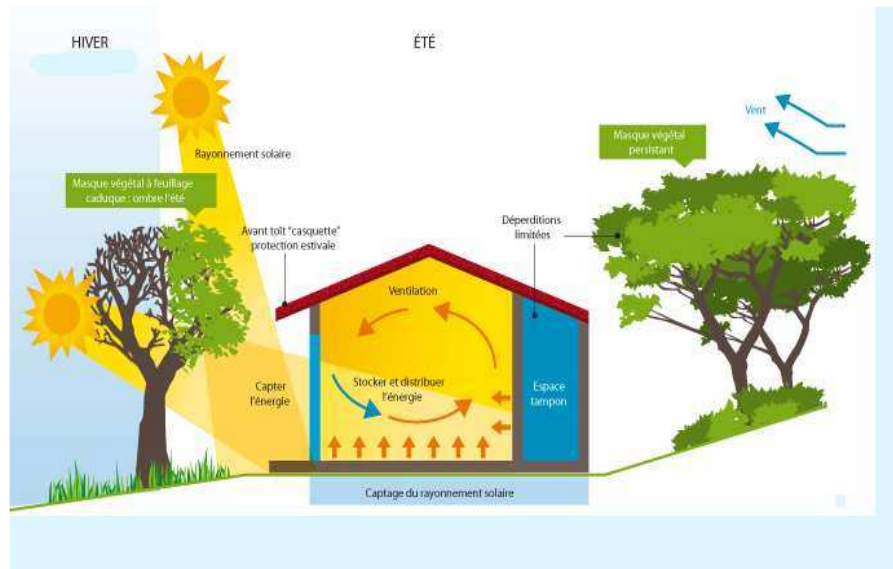 HIVER
ÉTÉ
Vent
Masque végétal
persistant
Rayonnement solaire
Masque végétal à feuillage
caduque : ombre l'été
Avant toît "casquette"
protection estivale
Déperditions
limitées
Ventilation
Capter
l'énergie
Stocker et distribuer
l'énergie
Espace
tampon
Captage du rayonnement solaire